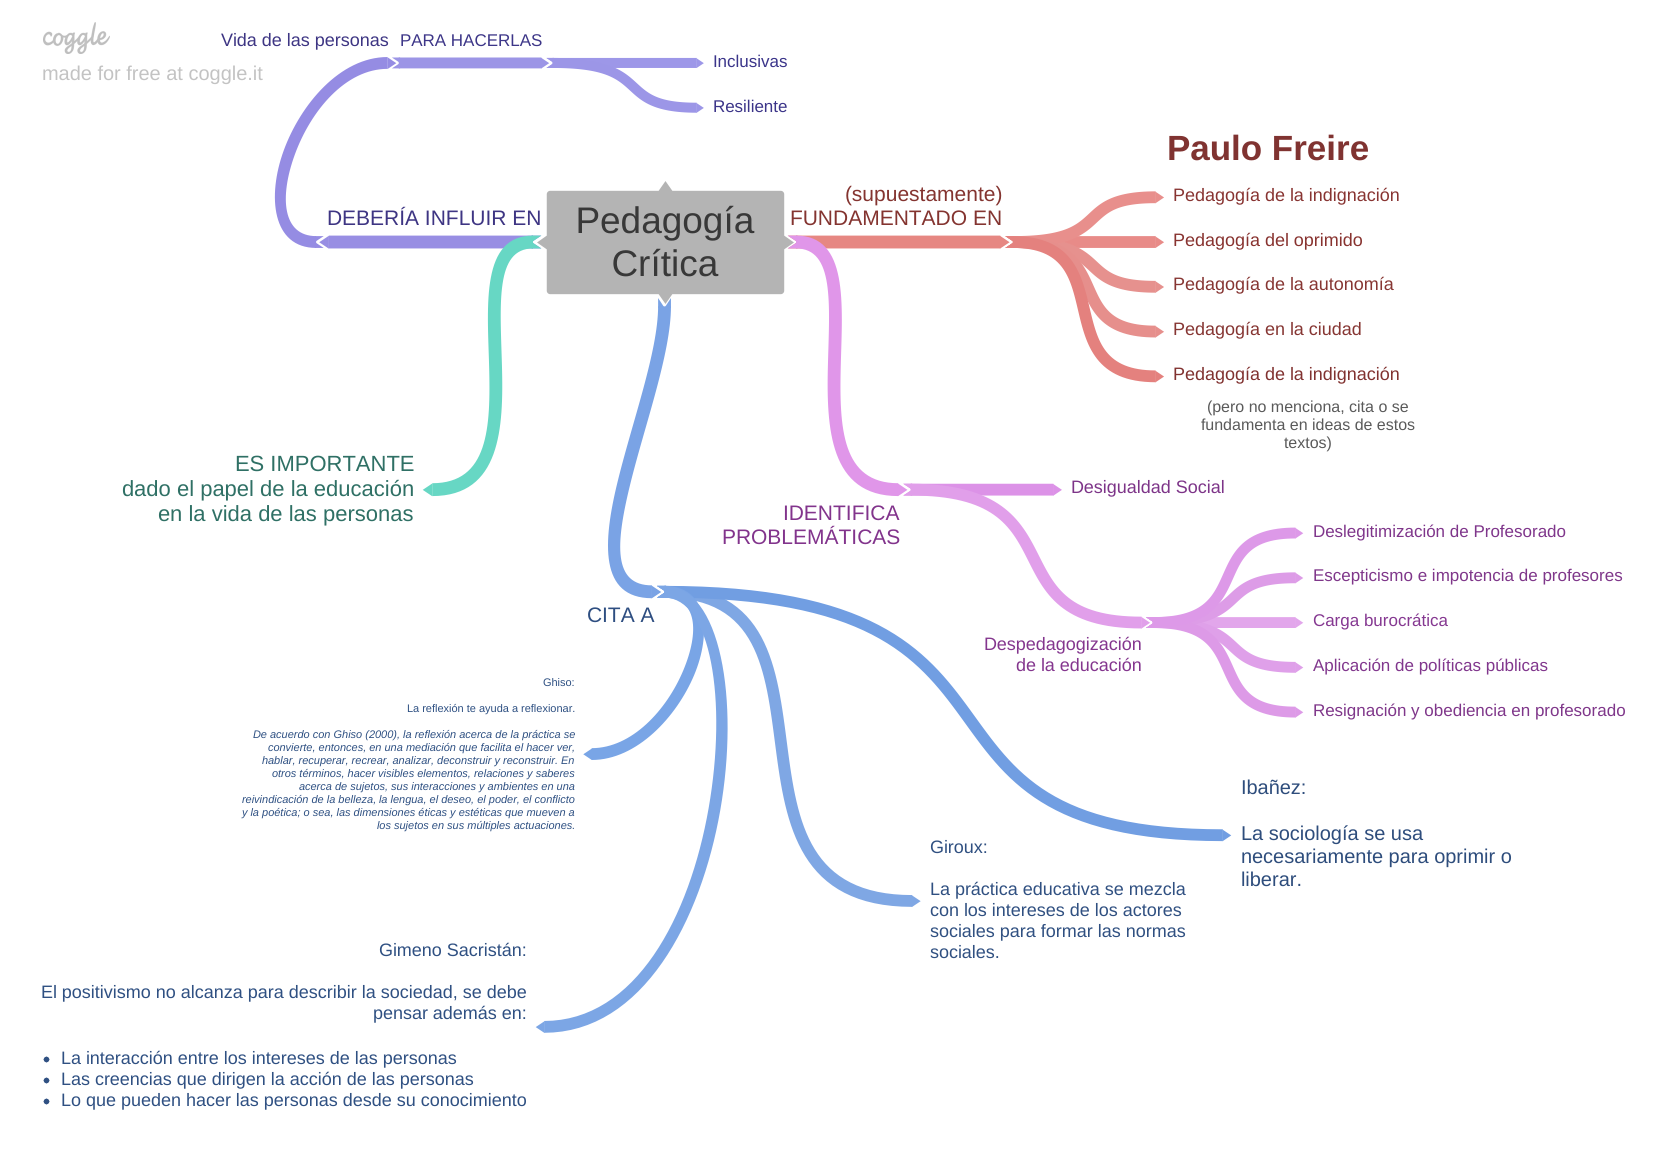 coggle
made for free at coggle.it
Vida de las personas
PARA HACERLAS
Inclusivas
Resiliente
DEBERÍA INFLUIR EN
Pedagogía
Crítica
(supuestamente)
FUNDAMENTADO EN
Paulo Freire
Pedagogía de la indignación
Pedagogía del oprimido
Pedagogía de la autonomía
Pedagogía en la ciudad
Pedagogía de la indignación
(pero no menciona, cita o se
fundamenta en ideas de estos
textos)
ES IMPORTANTE
dado el papel de la educación
en la vida de las personas
IDENTIFICA
PROBLEMÁTICAS
Desigualdad Social
Despedagogización
de la educación
Deslegitimización de Profesorado
Escepticismo e impotencia de profesores
Carga burocrática
Aplicación de políticas públicas
Resignación y obediencia en profesorado
CITA A
Ghiso:
La reflexión te ayuda a reflexionar.
De acuerdo con Ghiso (2000), la reflexión acerca de la práctica se
convierte, entonces, en una mediación que facilita el hacer ver,
hablar, recuperar, recrear, analizar, deconstruir y reconstruir. En
otros términos, hacer visibles elementos, relaciones y saberes
acerca de sujetos, sus interacciones y ambientes en una
reivindicación de la belleza, la lengua, el deseo, el poder, el conflicto
y la poética; o sea, las dimensiones éticas y estéticas que mueven a
los sujetos en sus múltiples actuaciones.
Ibañez:
La sociología se usa
necesariamente para oprimir o
liberar.
Giroux:
La práctica educativa se mezcla
con los intereses de los actores
sociales para formar las normas
sociales.
Gimeno Sacristán:
El positivismo no alcanza para describir la sociedad, se debe
pensar además en:
• La interacción entre los intereses de las personas
• Las creencias que dirigen la acción de las personas
• Lo que pueden hacer las personas desde su conocimiento